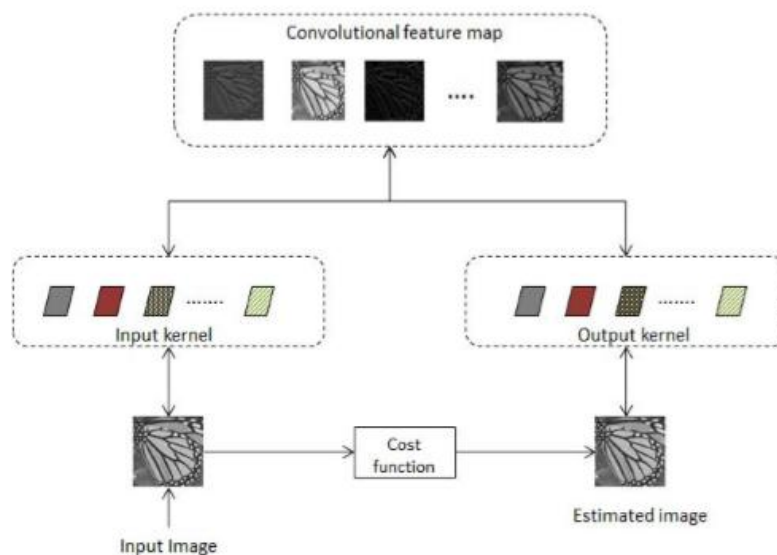 Convolutional feature map
....
Input kernel
.......
Output kernel
.......
Cost
function
Estimated image
Input Image